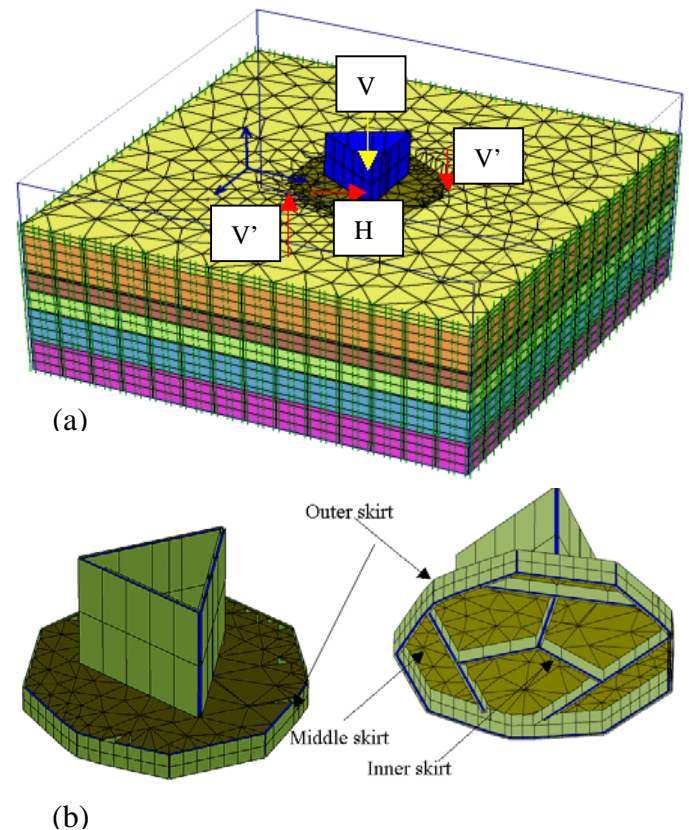 V
V’
V’
H
(a)
Outer skirt
Middle skirt
Inner skirt
(b)